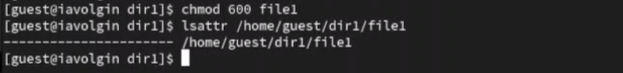 [guest@iavolgin dir1]$ chmod 600 file1
[guest@iavolgin dir1]$ lsattr /home/guest/dir1/file1
---------------------- /home/guest/dir1/file1
[guest@iavolgin dir1]$